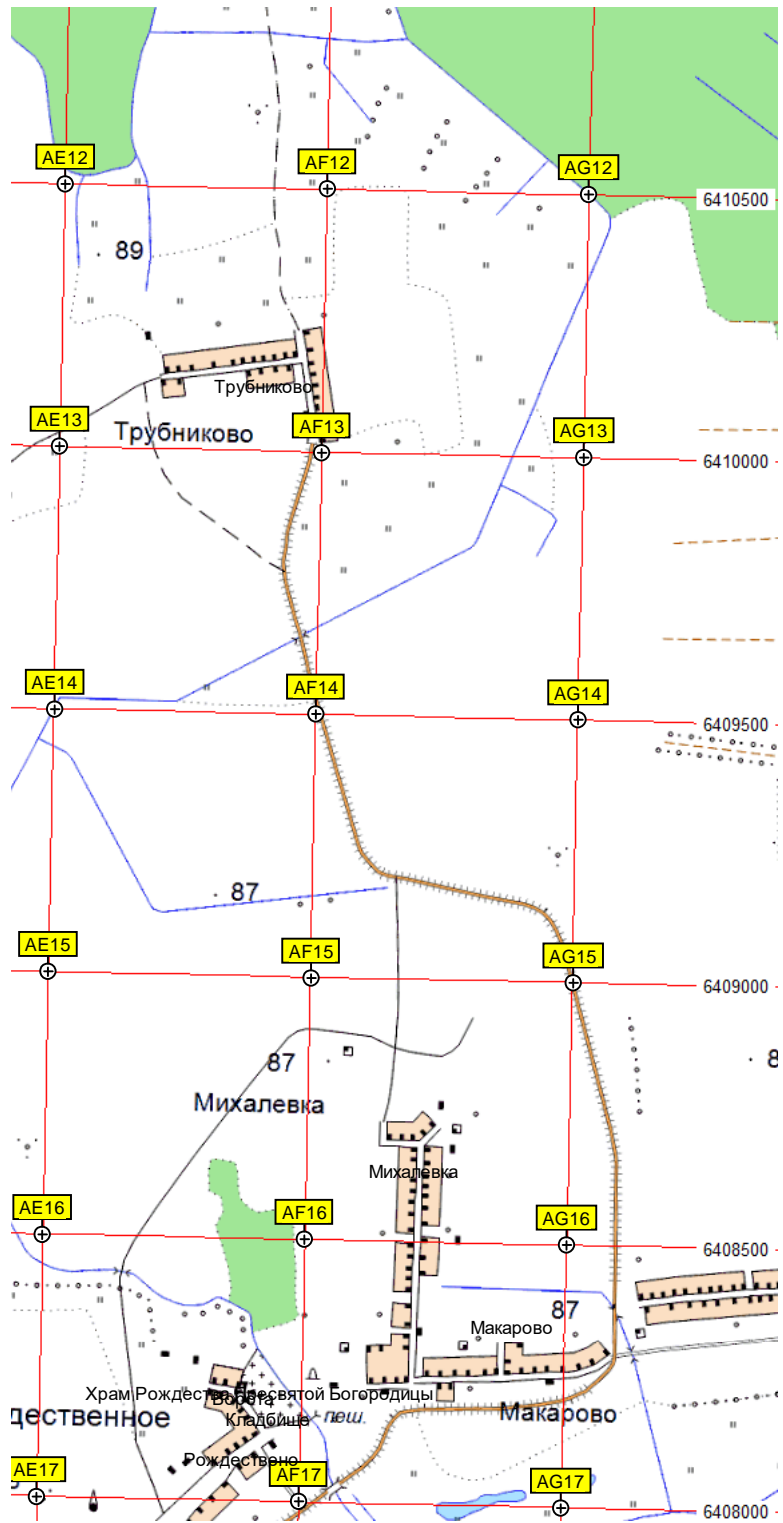 AE12
AF12
AG12
6410500
89
Трубниково
AE13
Трубниково
AF13
AG13
6410000
AE14
AF14
AG14
6409500
87
AE15
AF15
AG15
6409000
87
8
Михалевка
Михалевка
AE16
AF16
AG16
6408500
87
Макарово
Храм Рождества Пресвятой Богородицы
Ворота
дественное
Кладбище
пеш.
Макарово
Рождествено
AE17
AF17
AG17
6408000